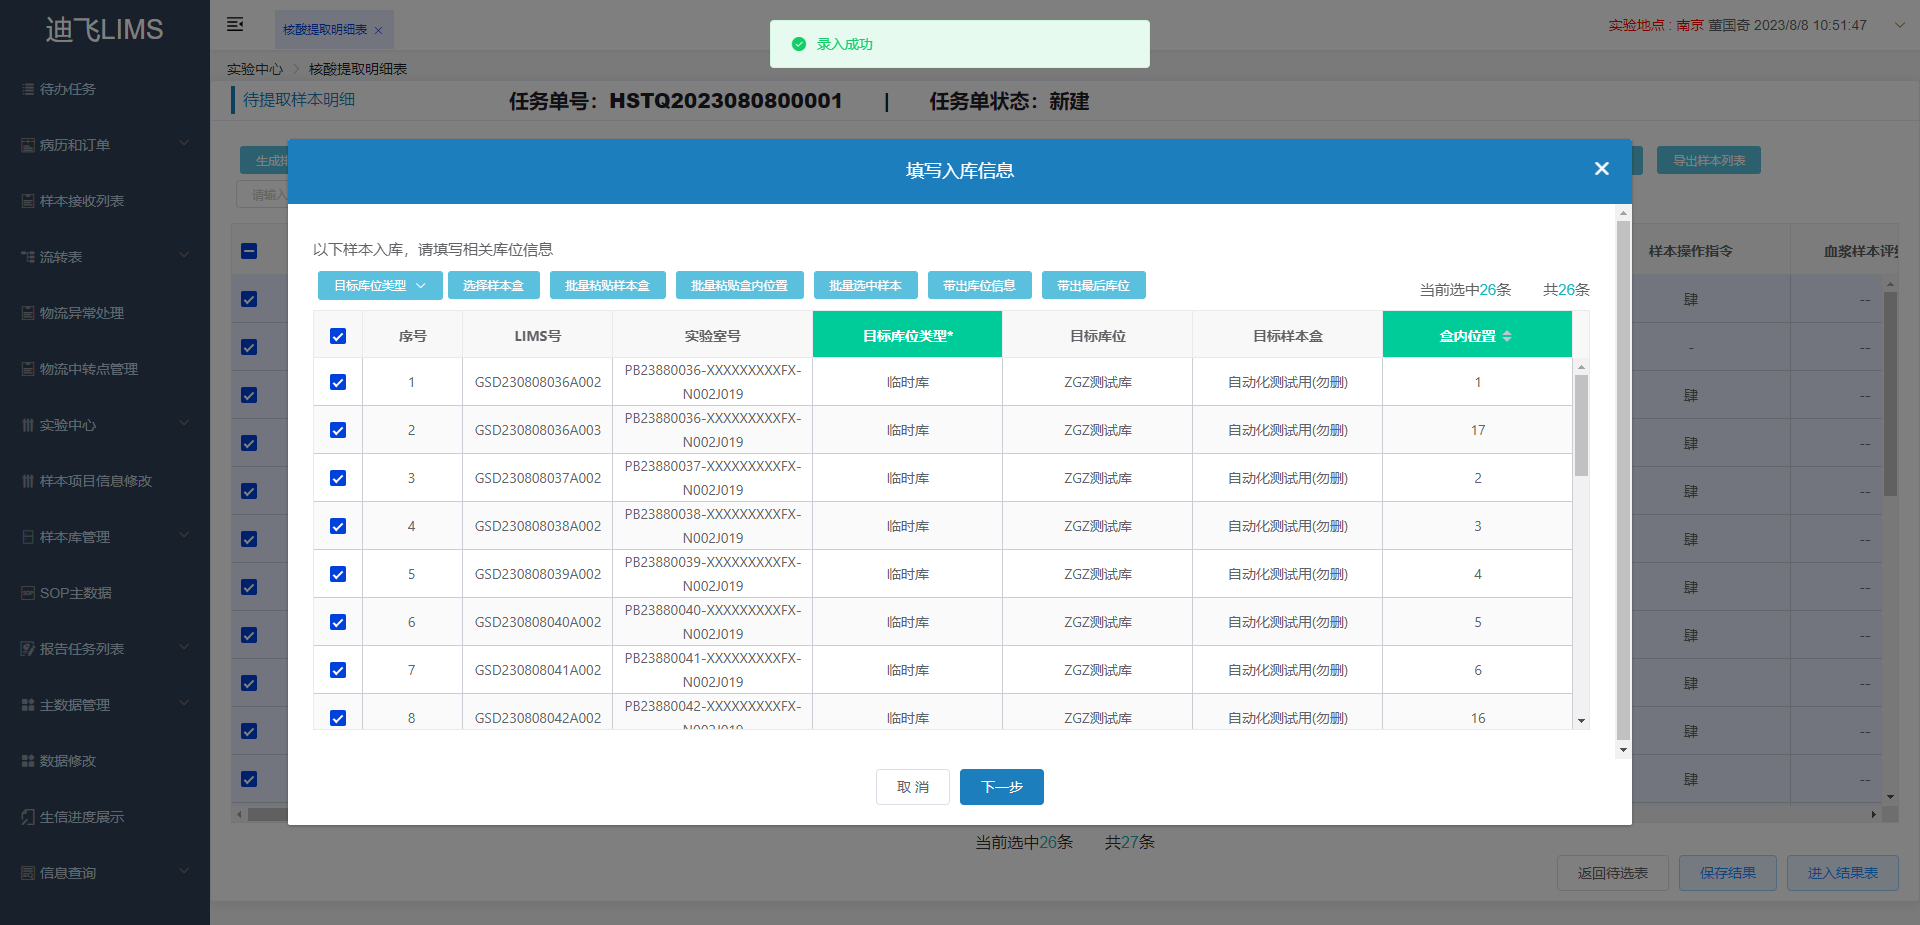 迪飞LIMS
核酸提取明细表
录入成功
实验地点 : 南京 董国奇 2023/8/8 10:51:47
实验中心 核酸提取明细表
待提取样本明细
任务单号：HSTQ2023080800001 | 任务单状态：新建
待办任务
病历和订单
样本接收列表
流转表
物流异常处理
物流中转点管理
实验中心
样本项目信息修改
样本库管理
SOP主数据
报告任务列表
主数据管理
数据修改
生信进度展示
信息查询
生成
导出样本列表
请输入
样本操作指令 血浆样本评
肆 --
- --
肆 --
肆 --
肆 --
肆 --
肆 --
肆 --
肆 --
肆 --
肆 --
填写入库信息
以下样本入库，请填写相关库位信息
目标库位类型 选择样本盒 批量粘贴样本盒 批量粘贴盒内位置 批量选中样本 带出库位信息 带出最后库位
当前选中26条 共26条
序号 LIMS号 实验室号 目标库位类型* 目标库位 目标样本盒 盒内位置
1 GSD230808036A002 PB23880036-XXXXXXXXXFX-N002J019 临时库 ZGZ测试库 自动化测试用(勿删) 1
2 GSD230808036A003 PB23880036-XXXXXXXXXFX-N002J019 临时库 ZGZ测试库 自动化测试用(勿删) 17
3 GSD230808037A002 PB23880037-XXXXXXXXXFX-N002J019 临时库 ZGZ测试库 自动化测试用(勿删) 2
4 GSD230808038A002 PB23880038-XXXXXXXXXFX-N002J019 临时库 ZGZ测试库 自动化测试用(勿删) 3
5 GSD230808039A002 PB23880039-XXXXXXXXXFX-N002J019 临时库 ZGZ测试库 自动化测试用(勿删) 4
6 GSD230808040A002 PB23880040-XXXXXXXXXFX-N002J019 临时库 ZGZ测试库 自动化测试用(勿删) 5
7 GSD230808041A002 PB23880041-XXXXXXXXXFX-N002J019 临时库 ZGZ测试库 自动化测试用(勿删) 6
8 GSD230808042A002 PB23880042-XXXXXXXXXFX-N002J019 临时库 ZGZ测试库 自动化测试用(勿删) 16
取 消 下一步
当前选中26条 共27条
返回待选表 保存结果 进入结果表